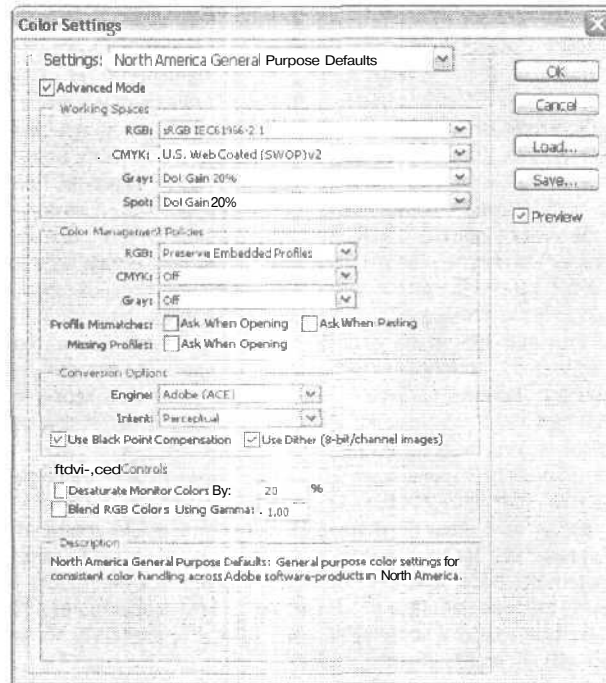 Color Settings
Settings: North America General Purpose Defaults
OK
Advanced Mode
Cancel
Working Spaces
RGB: sRGB IEC61966-2.1
Load...
CMYK: .U.S. Web Coated (SWOP)v2
Gray: Dol Gain 20%
Save...
Spot: Dol Gain 20%
Preview
Color Management Policies
RGB: Preserve Embedded Profiles
CMYK: Off
Gray: Off
Profile Mismatches: Ask When Opening Ask When Pasting
Missing Profiles: Ask When Opening
Conversion Options
Engine: Adobe (ACE)
Intent: Perceptual
Use Black Point Compensation Use Dither (8-bit/channel images)
.ftdvi-,ced Controls
Desaturate Monitor Colors By: 20 %
Blend RGB Colors Using Gamma: . 1.00
Description
North America General Purpose Defaults: General purpose color settings for
consistent color handling across Adobe software-products in North America.